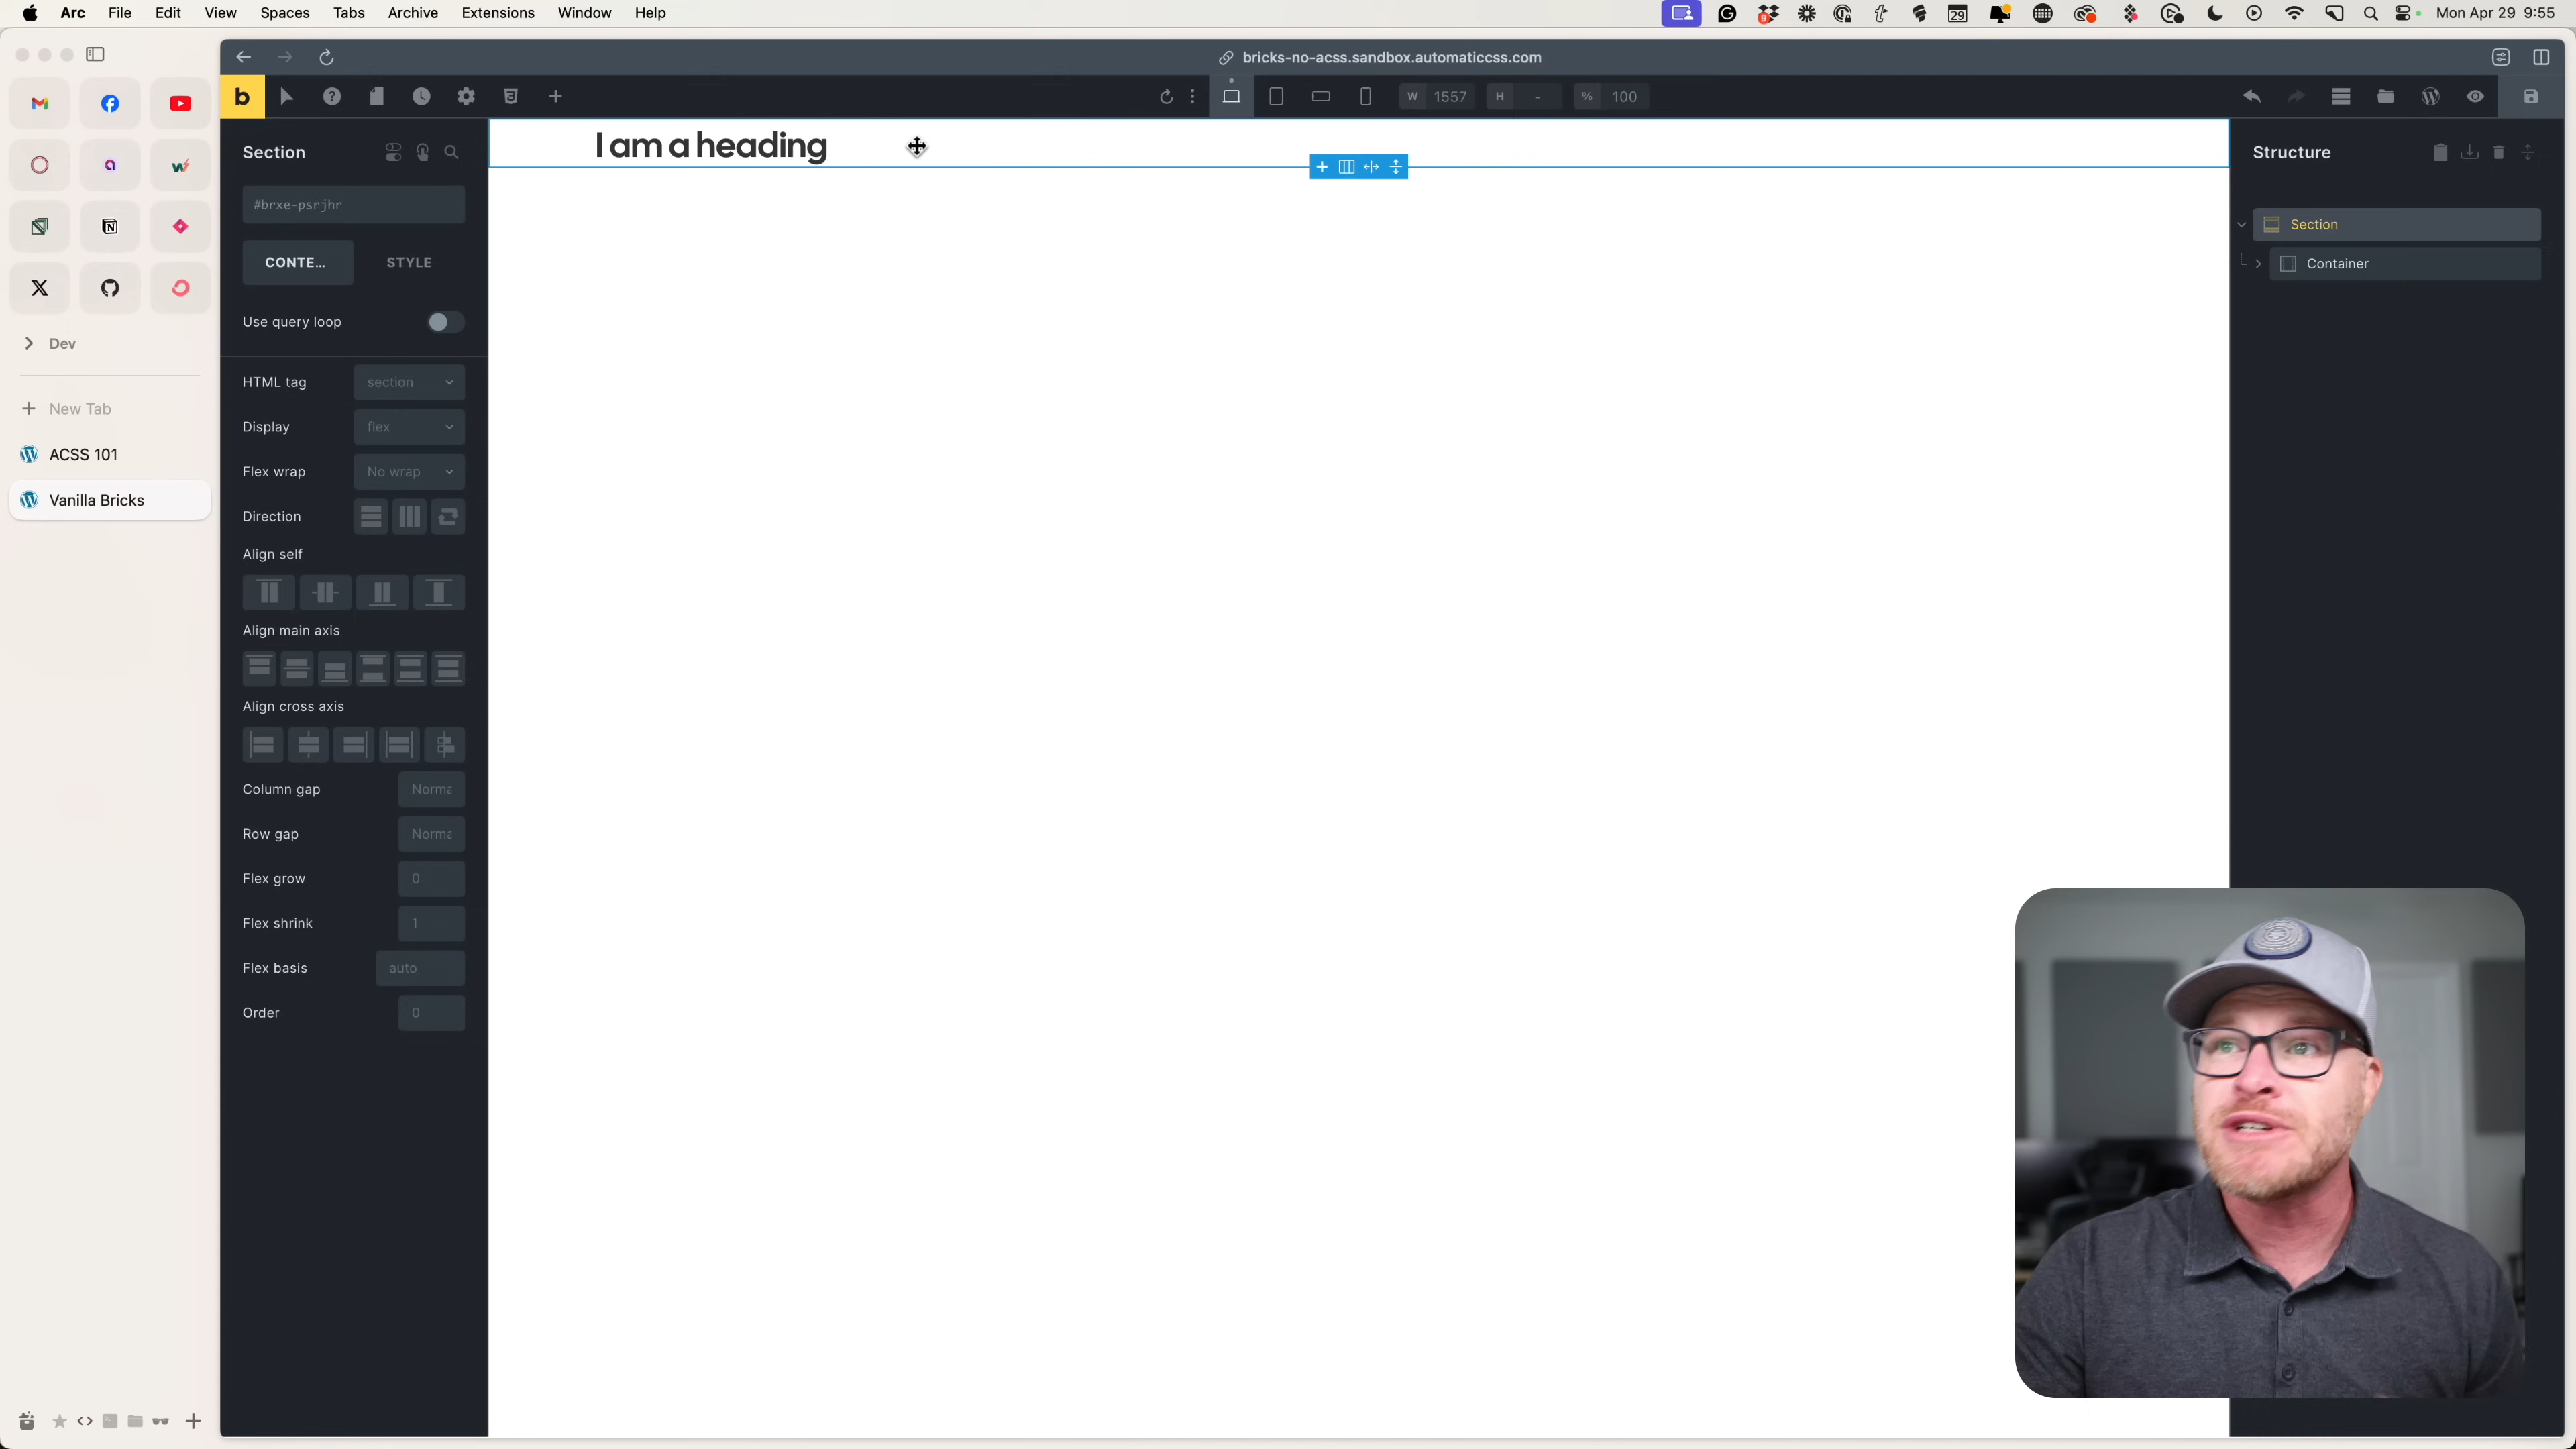 Arc File Edit View Spaces Tabs Archive Extensions Window Help
9
29
Mon Apr 29 9:55
bricks-no-acss.sandbox.automaticcss.com
b
W 1557 H - % 100
Section
#brxe-psrjhr
CONTE... STYLE
Use query loop
HTML tag section
Display flex
Flex wrap No wrap
Direction
Align self
Align main axis
Align cross axis
Column gap Norma
Row gap Norma
Flex grow 0
Flex shrink 1
Flex basis auto
Order 0
Dev
New Tab
ACSS 101
Vanilla Bricks
I am a heading
Structure
Section
Container